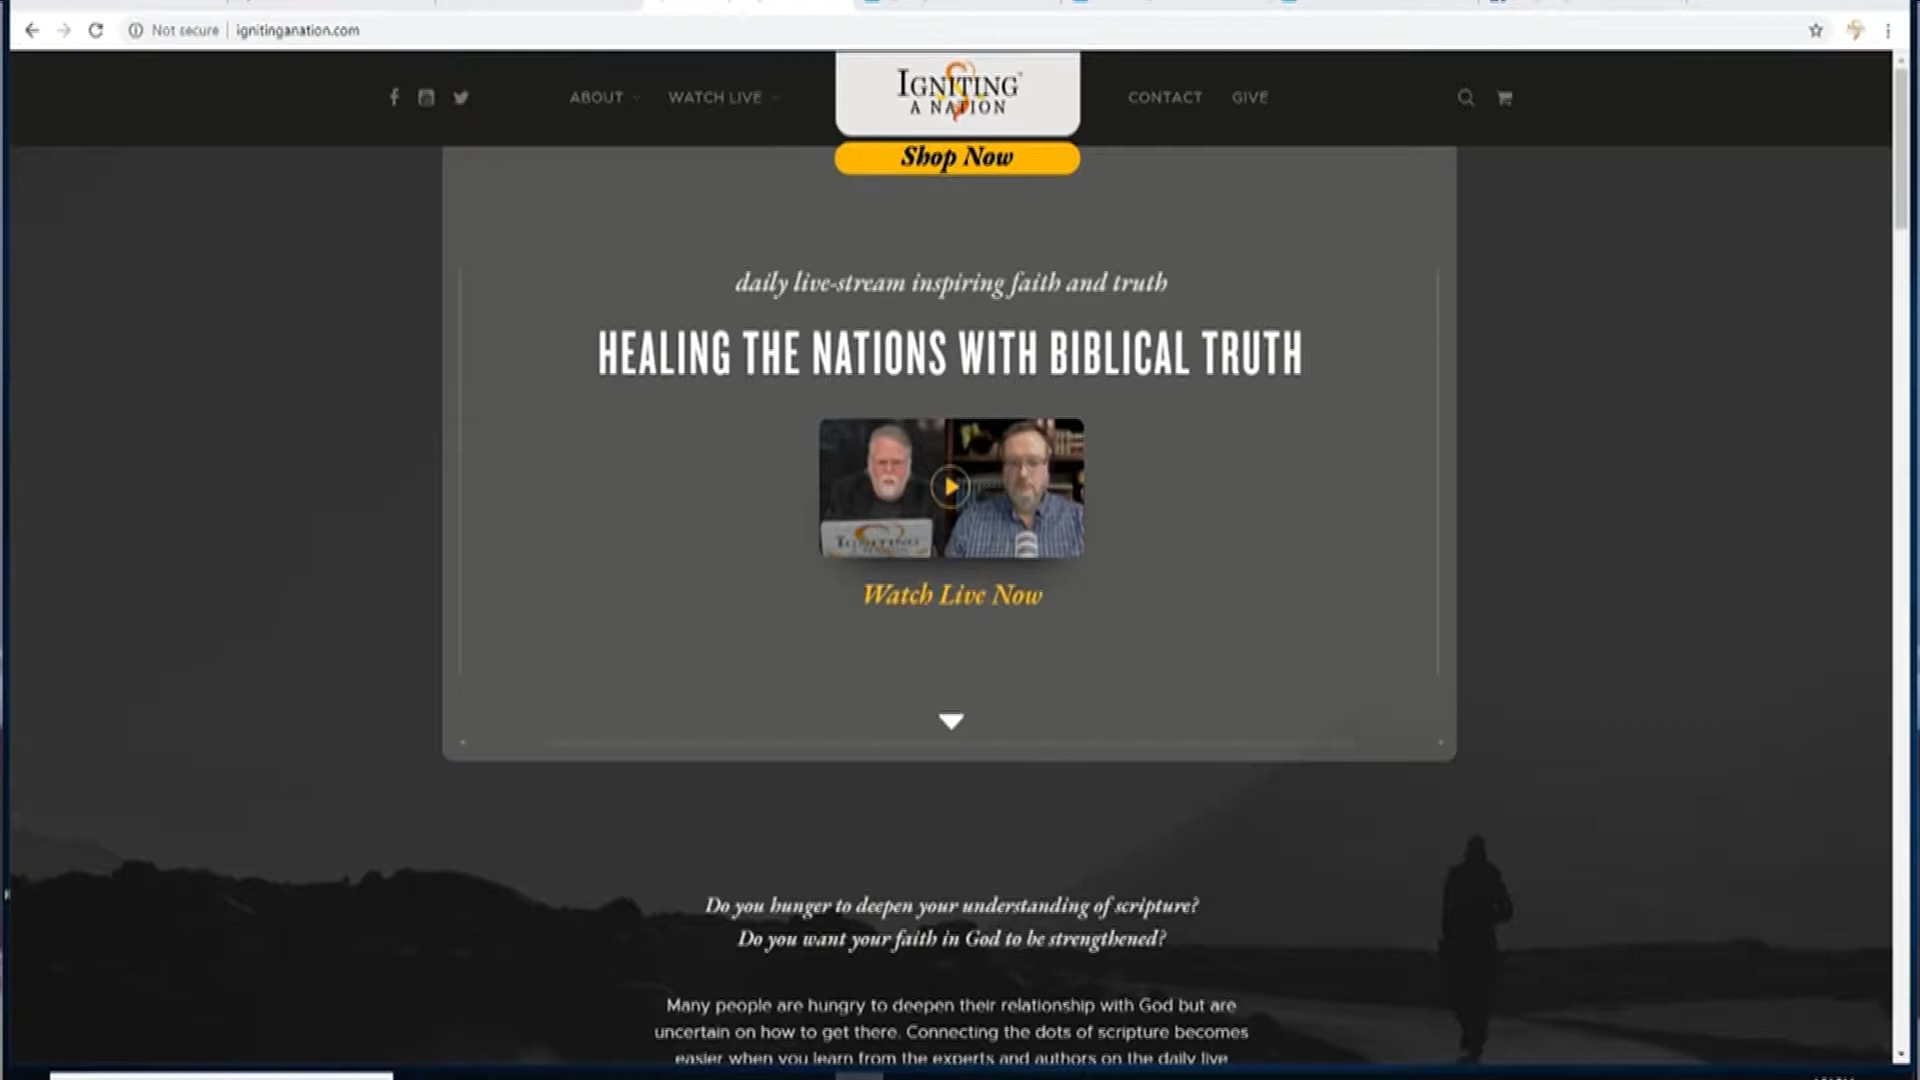 Not secure | ignitinganation.com
ABOUT WATCH LIVE
IGNITING
A NATION
CONTACT GIVE
Shop Now
daily live-stream inspiring faith and truth
HEALING THE NATIONS WITH BIBLICAL TRUTH
IGNITING
Watch Live Now
Do you hunger to deepen your understanding of scripture?
Do you want your faith in God to be strengthened?
Many people are hungry to deepen their relationship with God but are
uncertain on how to get there. Connecting the dots of scripture becomes
easier when you learn from the experts and authors on the daily live